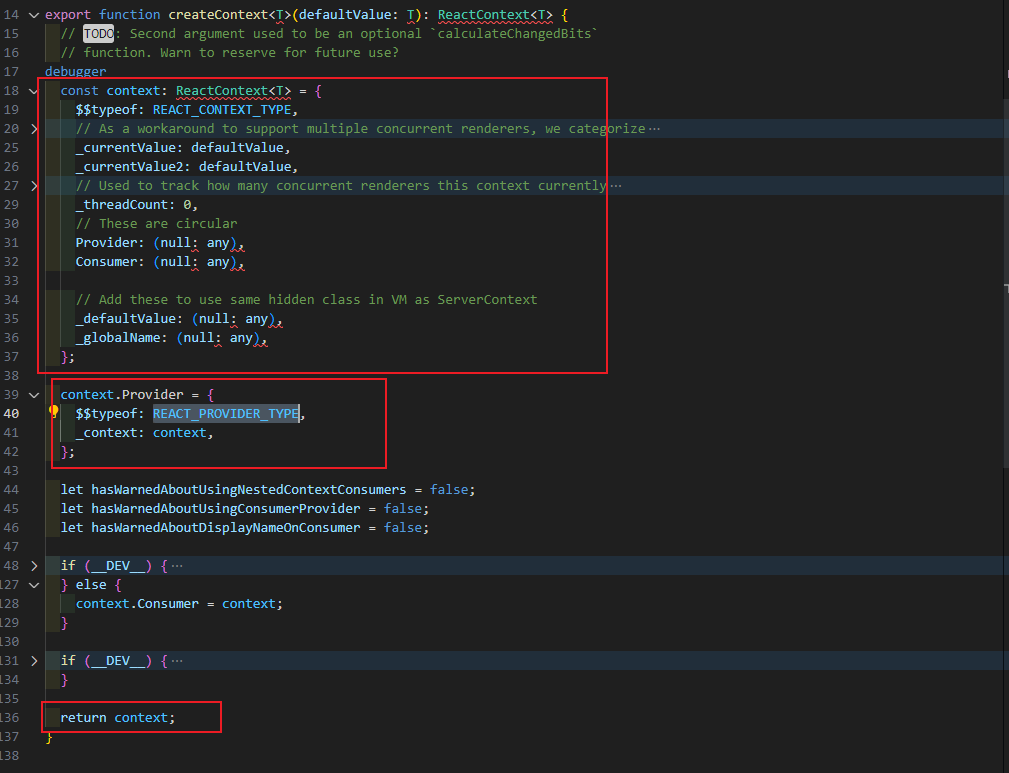 14 export function createContext<T>(defaultValue: T): ReactContext<T> {
15 // TODO: Second argument used to be an optional `calculateChangedBits`
16 // function. Warn to reserve for future use?
17 debugger
18 const context: ReactContext<T> = {
19 $$typeof: REACT_CONTEXT_TYPE,
20 // As a workaround to support multiple concurrent renderers, we categorize ···
25 _currentValue: defaultValue,
26 _currentValue2: defaultValue,
27 // Used to track how many concurrent renderers this context currently ···
29 _threadCount: 0,
30 // These are circular
31 Provider: (null: any),
32 Consumer: (null: any),
33
34 // Add these to use same hidden class in VM as ServerContext
35 _defaultValue: (null: any),
36 _globalName: (null: any),
37 };
38
39 context.Provider = {
40 $$typeof: REACT_PROVIDER_TYPE,
41 _context: context,
42 };
43
44 let hasWarnedAboutUsingNestedContextConsumers = false;
45 let hasWarnedAboutUsingConsumerProvider = false;
46 let hasWarnedAboutDisplayNameOnConsumer = false;
47
48 if (__DEV__) { ···
127 } else {
128 context.Consumer = context;
129 }
130
131 if (__DEV__) { ···
134 }
135
136 return context;
137 }
138